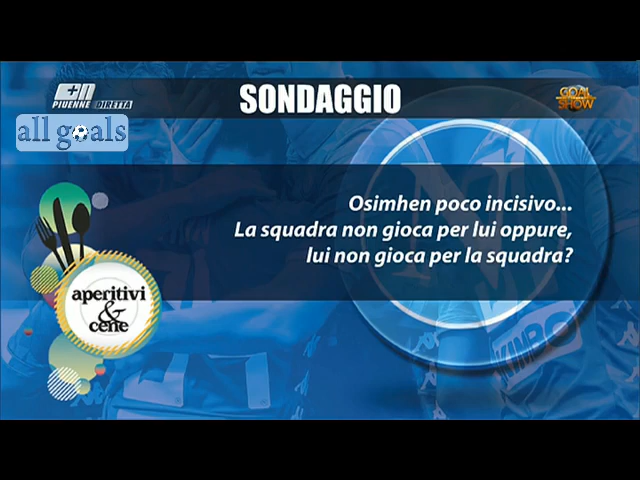 +N
PIUENNE DIRETTA
SONDAGGIO
GOAL
SHOW
all goals
Osimhen poco incisivo...
La squadra non gioca per lui oppure,
lui non gioca per la squadra?
aperitivi
&
cene
N
KIMBO